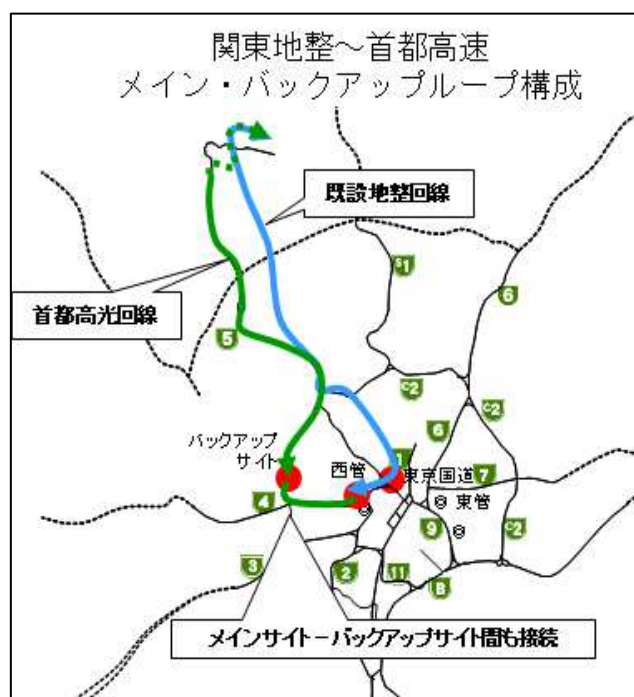 関東地整～首都高速
メイン・バックアップループ構成
既設地整回線
S1
6
首都高光回線
5
C2
C2
6
バックアップ
サイト
西管
1
東京国道
7
東管
4
9
C2
3
2
11
B
メインサイト－バックアップサイト間も接続